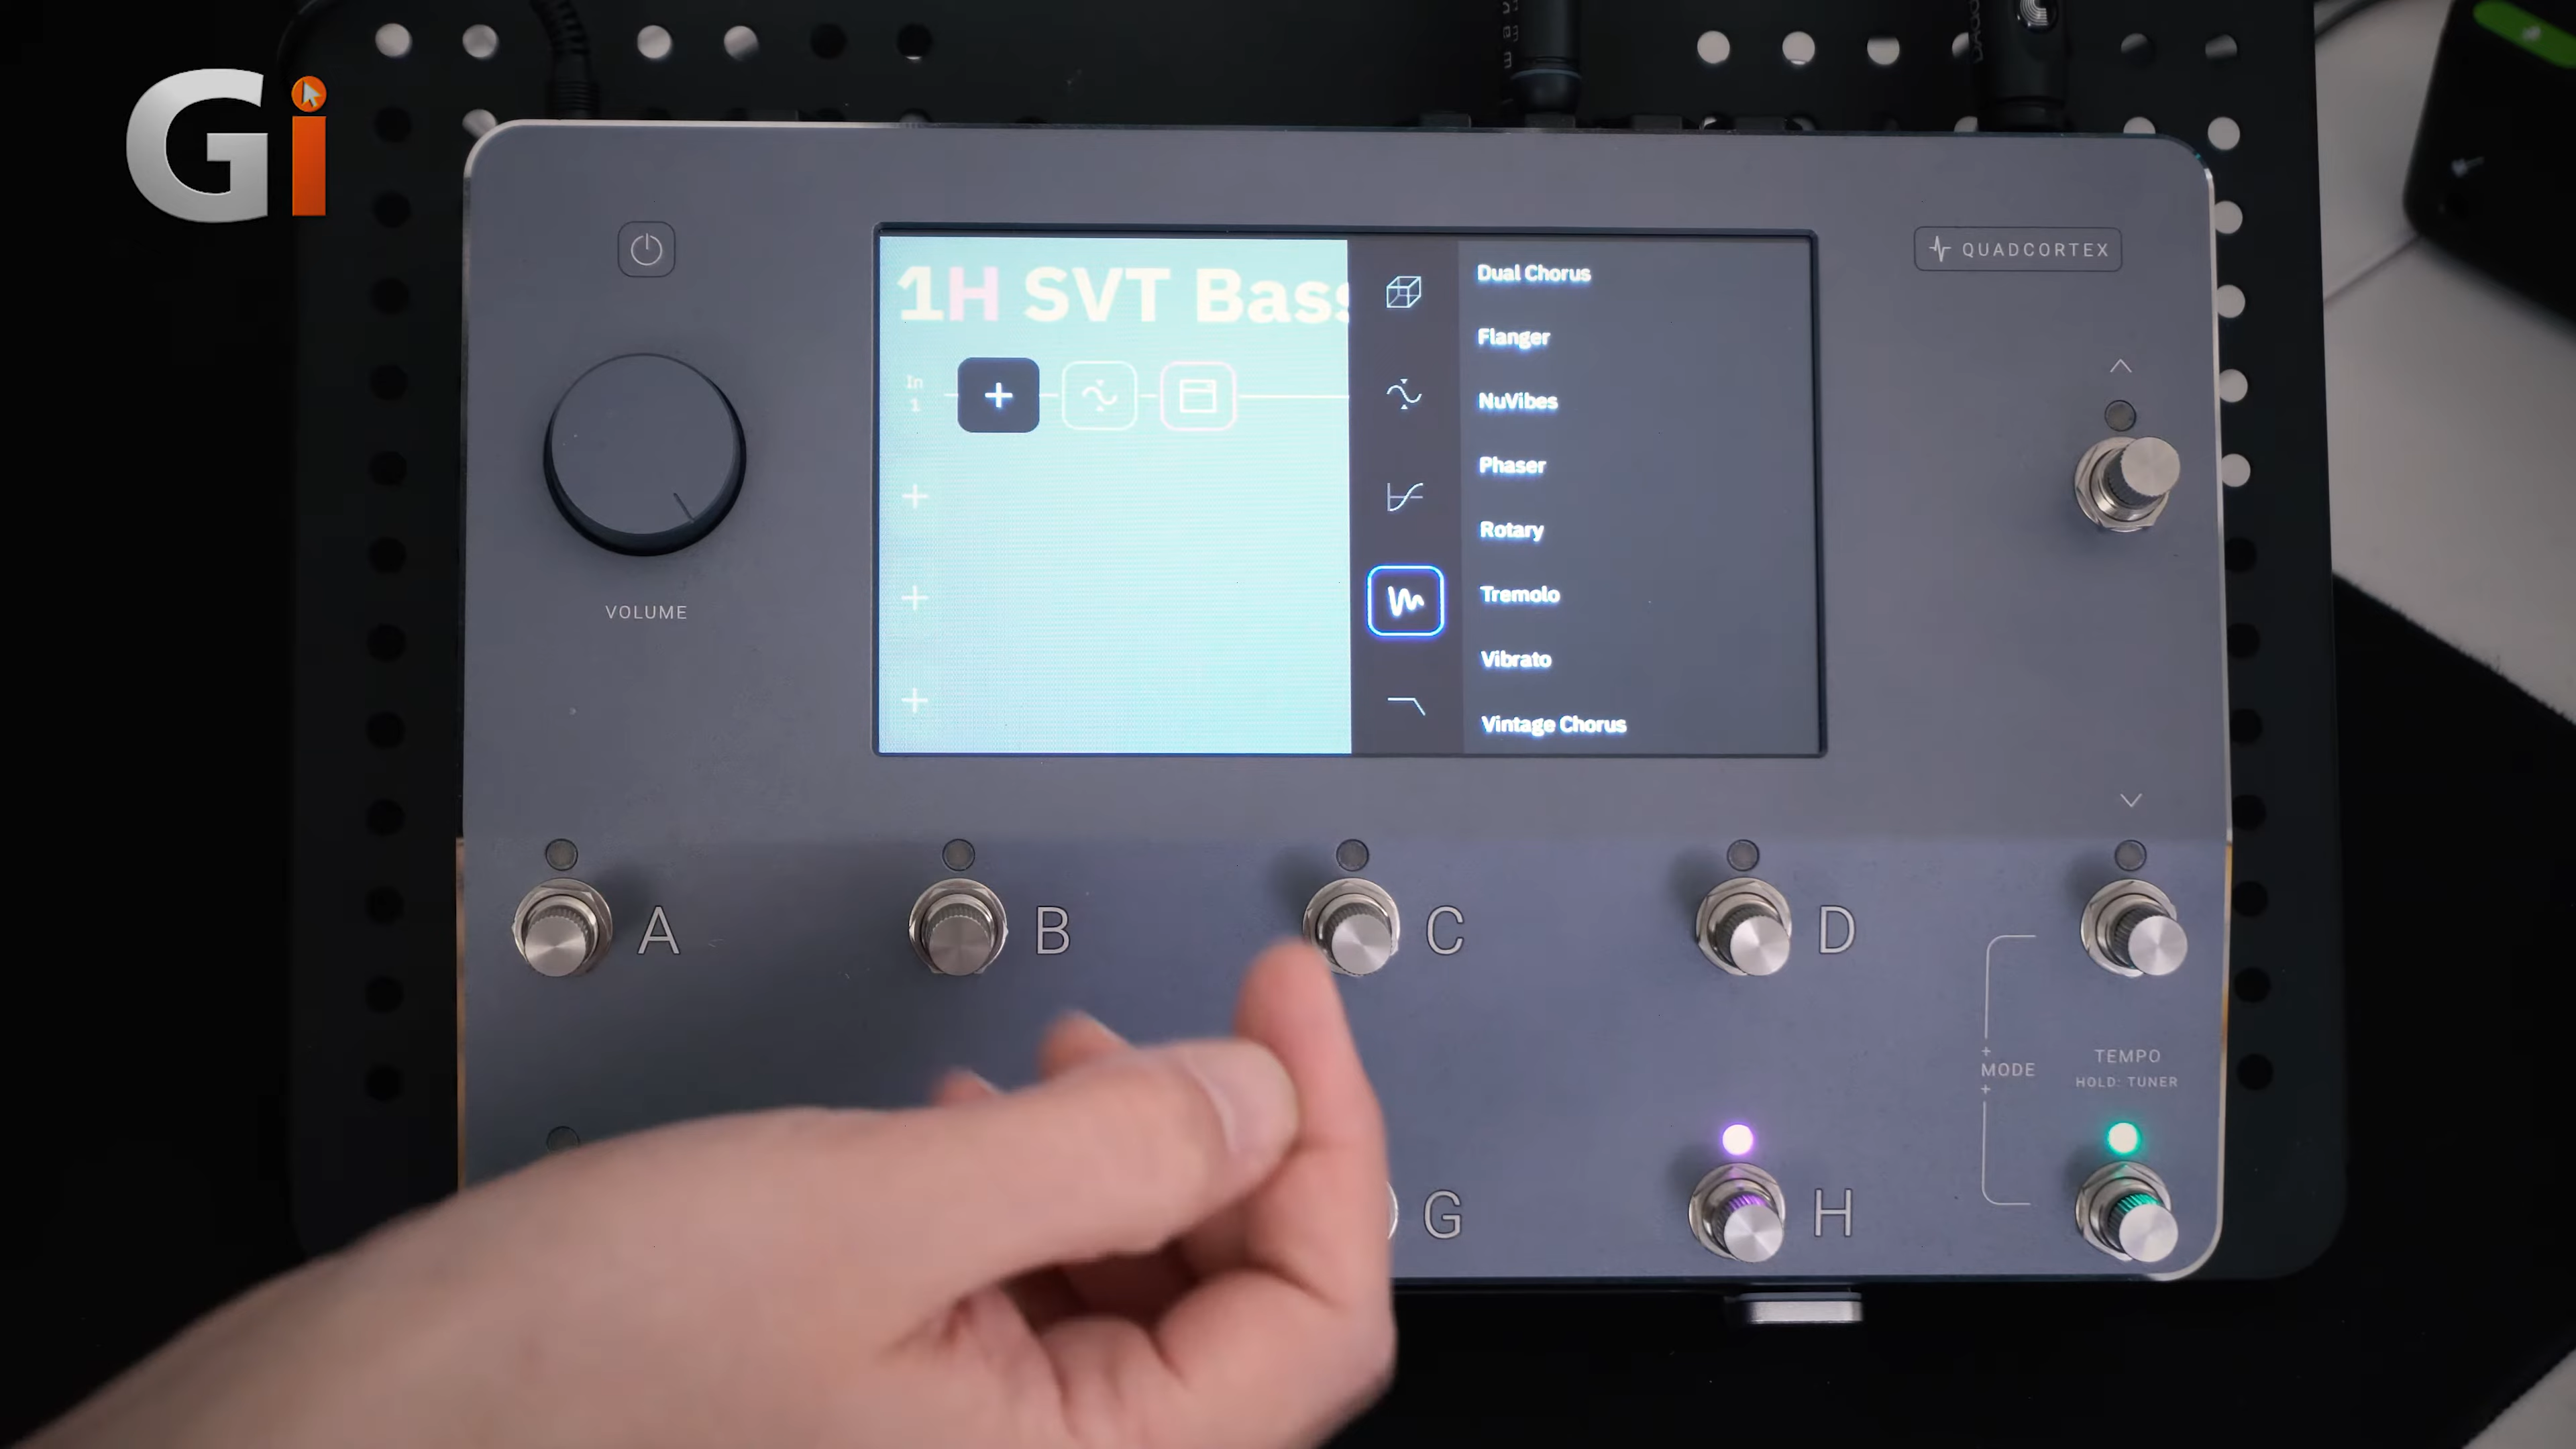 Gi
QUADCORTEX
1H SVT Bass
In
1
Dual Chorus
Flanger
NuVibes
Phaser
Rotary
Tremolo
Vibrato
Vintage Chorus
VOLUME
A
B
C
D
+
MODE
+
TEMPO
HOLD: TUNER
G
H